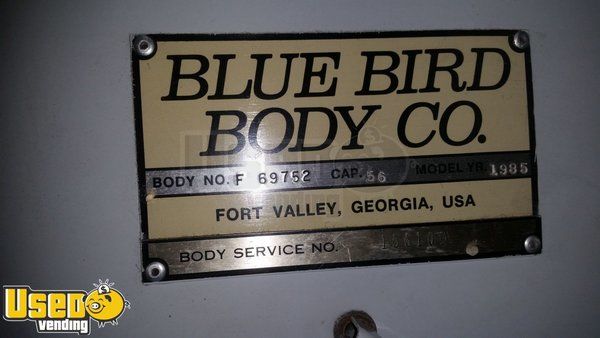 BLUE BIRD
BODY CO.
BODY NO. F 69752 CAP. 56 MODEL YR. 1985
FORT VALLEY, GEORGIA, USA
BODY SERVICE NO.
USED
vending